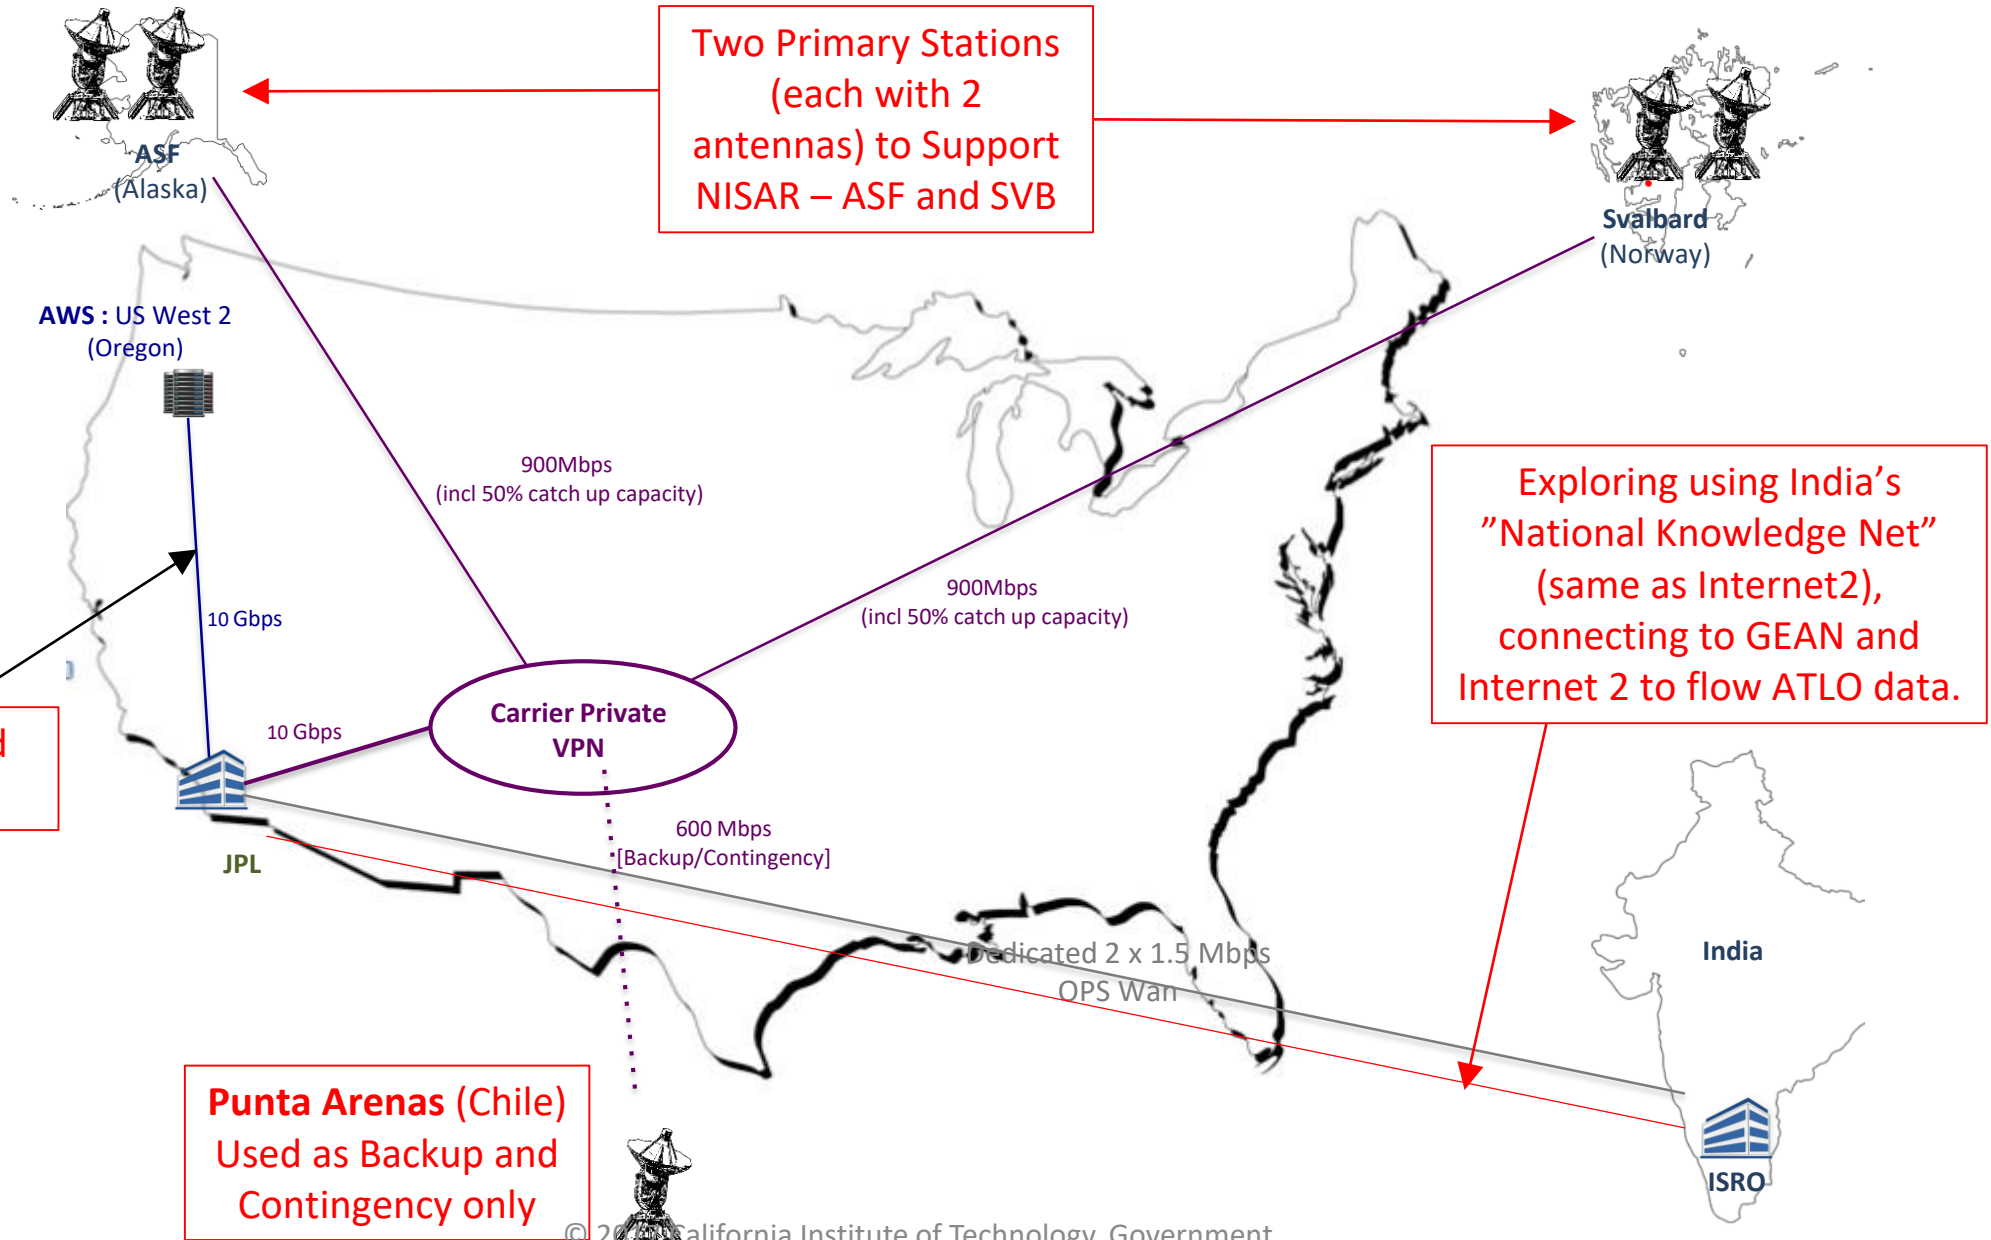 Two Primary Stations
(each with 2
antennas) to Support
NISAR – ASF and SVB
ASF
(Alaska)
Svalbard
(Norway)
AWS : US West 2
(Oregon)
900Mbps
(incl 50% catch up capacity)
Exploring using India's
"National Knowledge Net"
(same as Internet2),
connecting to GEAN and
Internet 2 to flow ATLO data.
900Mbps
(incl 50% catch up capacity)
10 Gbps
10 Gbps
Carrier Private
VPN
600 Mbps
[Backup/Contingency]
JPL
Dedicated 2 x 1.5 Mbps
OPS Wan
India
Punta Arenas (Chile)
Used as Backup and
Contingency only
ISRO
© California Institute of Technology. Government